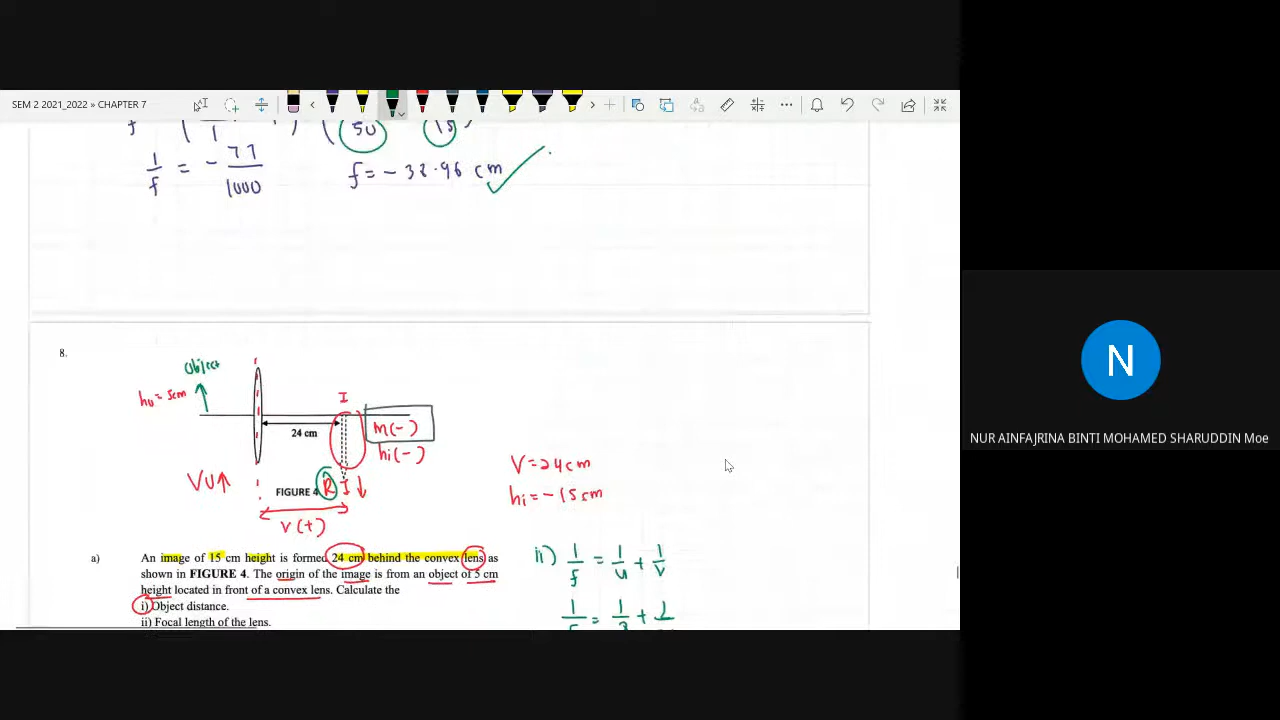 SEM 2 2021_2022 » CHAPTER 7
f ( 1 ) ( 50 15 )
1/f = - 77/1000 f = - 38.96 cm
8.
Object
ho = 5cm
I
24 cm
m(-)
hi(-)
VU↑
FIGURE 4 R I ↓
V(+)
V = 24 cm
hi = -15 cm
a) An image of 15 cm height is formed 24 cm behind the convex lens as
shown in FIGURE 4. The origin of the image is from an object of 5 cm
height located in front of a convex lens. Calculate the
i) Object distance.
ii) Focal length of the lens.
ii) 1/f = 1/u + 1/v
N
NUR AINFAJRINA BINTI MOHAMED SHARUDDIN Moe